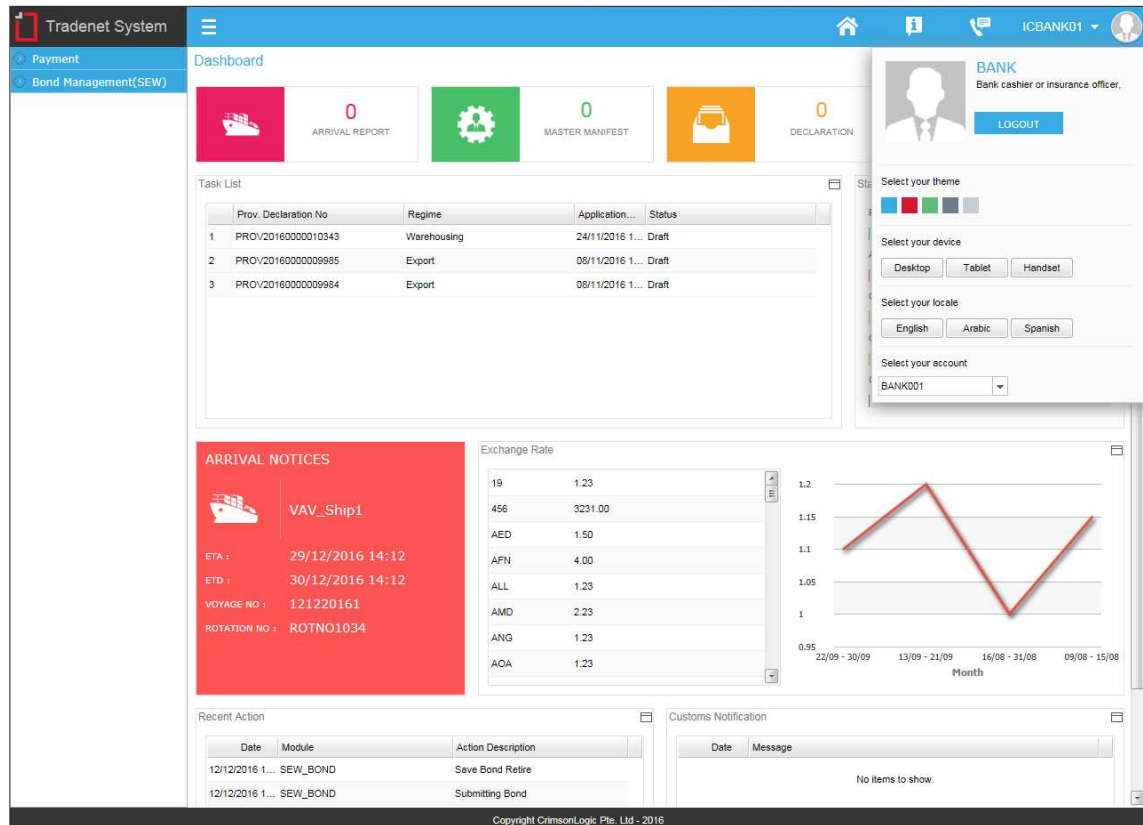 Tradenet System
ICBANK01
Payment
Bond Management(SEW)
Dashboard
0
ARRIVAL REPORT
0
MASTER MANIFEST
0
DECLARATION
BANK
Bank cashier or insurance officer,
LOGOUT
Select your theme
Select your device
Desktop Tablet Handset
Select your locale
English Arabic Spanish
Select your account
BANK001
Task List
Prov. Declaration No Regime Application... Status
1 PROV20160000010343 Warehousing 24/11/2016 1... Draft
2 PROV20160000009985 Export 08/11/2016 1... Draft
3 PROV20160000009984 Export 08/11/2016 1... Draft
ARRIVAL NOTICES
VAV_Ship1
ETA : 29/12/2016 14:12
ETD : 30/12/2016 14:12
VOYAGE NO : 121220161
ROTATION NO : ROTNO1034
Exchange Rate
19 1.23
456 3231.00
AED 1.50
AFN 4.00
ALL 1.23
AMD 2.23
ANG 1.23
AOA 1.23
1.2
1.15
1.1
1.05
1
0.95
22/09 - 30/09 13/09 - 21/09 16/08 - 31/08 09/08 - 15/08
Month
Recent Action
Date Module Action Description
12/12/2016 1... SEW_BOND Save Bond Retire
12/12/2016 1... SEW_BOND Submitting Bond
Customs Notification
Date Message
No items to show.
Copyright CrimsonLogic Pte. Ltd - 2016